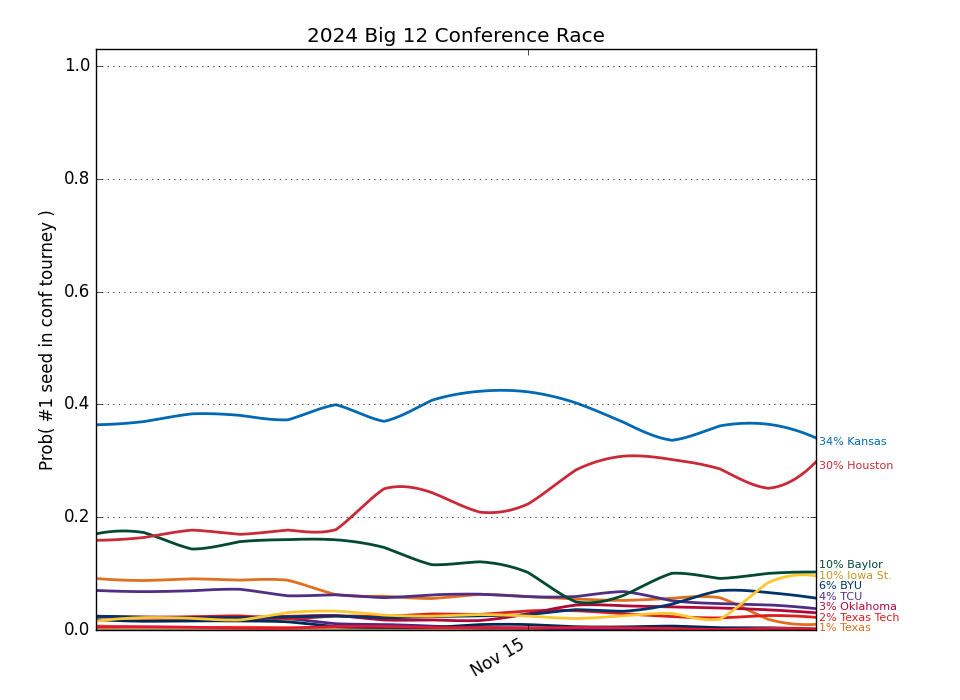 2024 Big 12 Conference Race
Prob( #1 seed in conf tourney )
1.0
0.8
0.6
0.4
0.2
0.0
Nov 15
34% Kansas
30% Houston
10% Baylor
10% Iowa St.
6% BYU
4% TCU
3% Oklahoma
2% Texas Tech
1% Texas